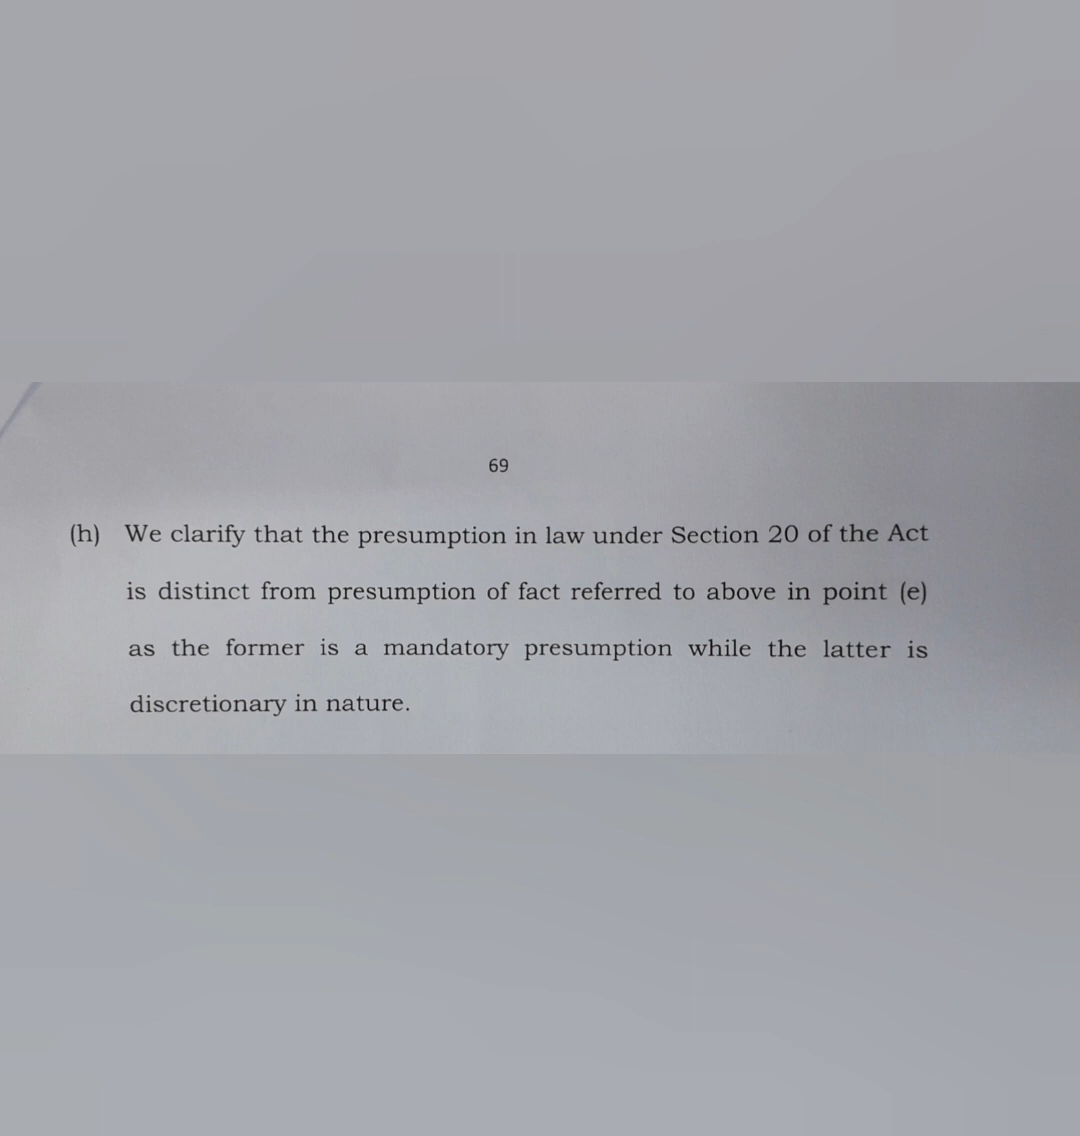 69
(h) We clarify that the presumption in law under Section 20 of the Act
is distinct from presumption of fact referred to above in point (e)
as the former is a mandatory presumption while the latter is
discretionary in nature.